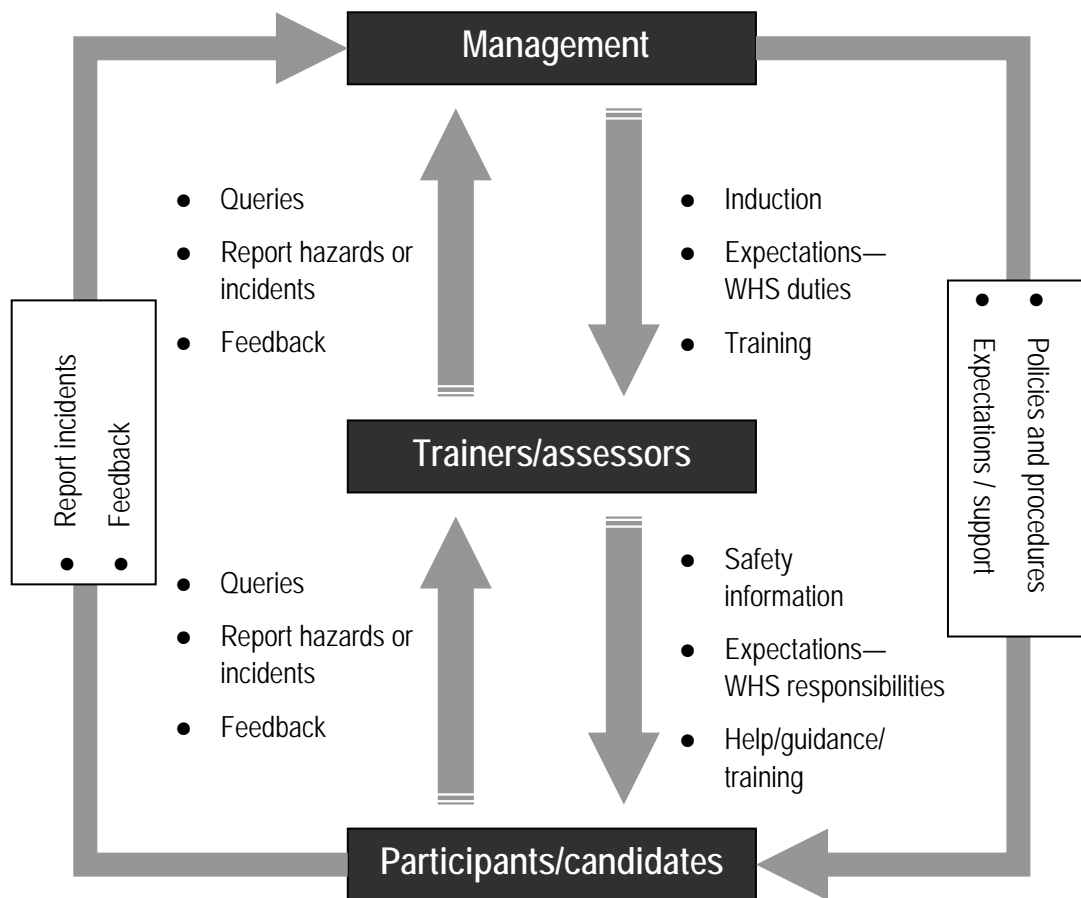 Management
● Queries
● Report hazards or
incidents
● Feedback
● Induction
● Expectations—
WHS duties
● Training
● Report incidents
● Feedback
● Policies and procedures
● Expectations / support
Trainers/assessors
● Queries
● Report hazards or
incidents
● Feedback
● Safety
information
● Expectations—
WHS responsibilities
● Help/guidance/
training
Participants/candidates